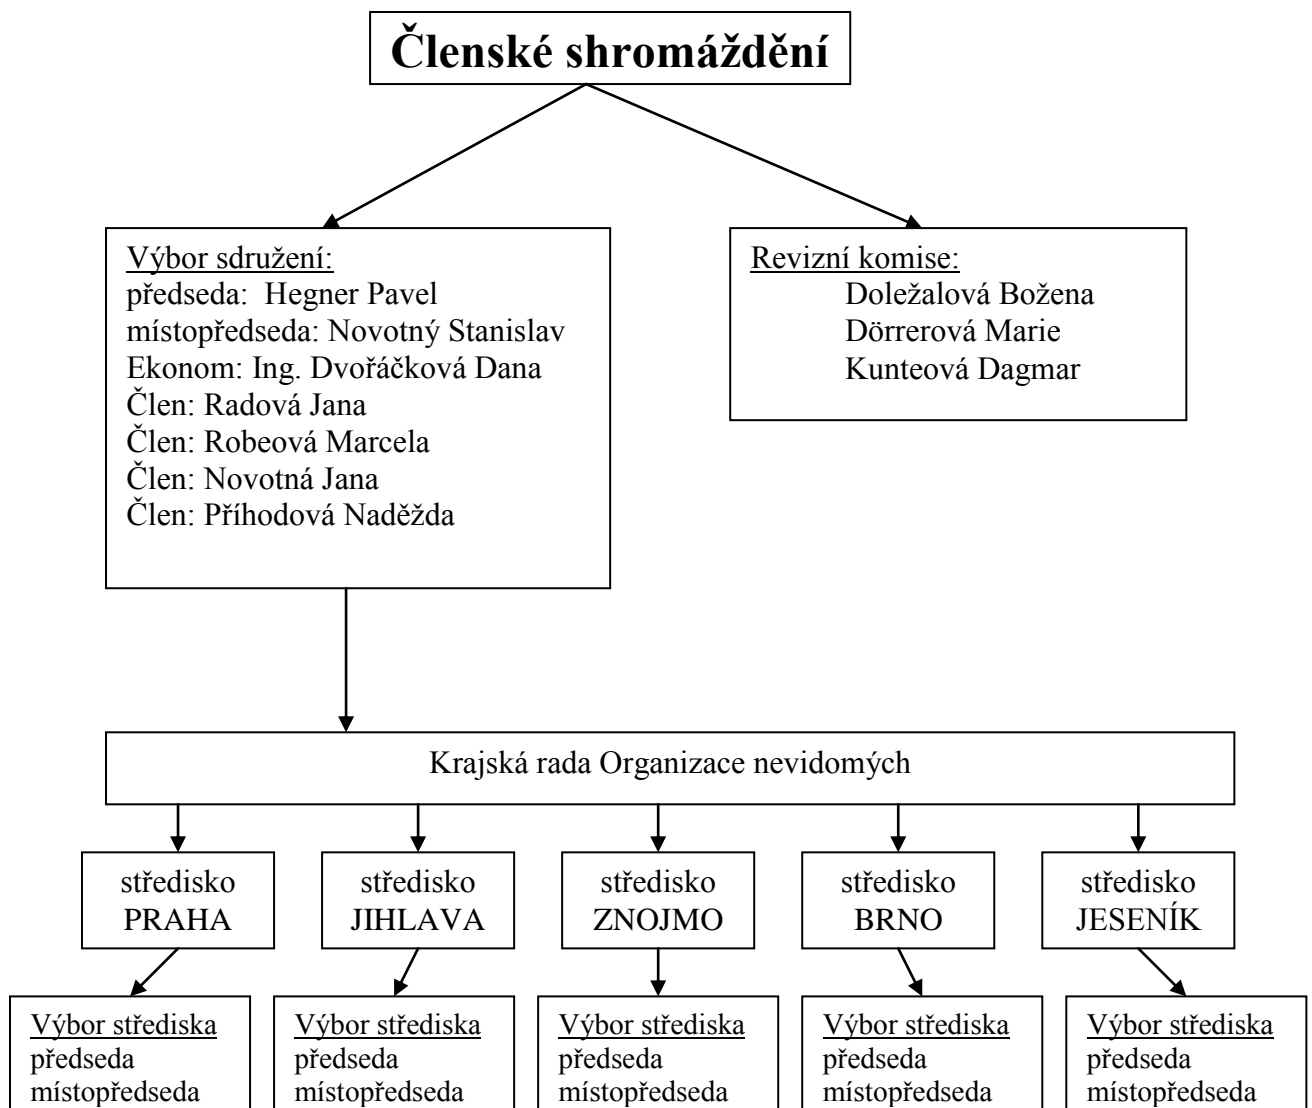 Členské shromáždění
Výbor sdružení:
předseda:  Hegner Pavel
místopředseda: Novotný Stanislav
Ekonom: Ing. Dvořáčková Dana
Člen: Radová Jana
Člen: Robeová Marcela
Člen: Novotná Jana
Člen: Příhodová Naděžda
Revizní komise:
Doležalová Božena
Dörrerová Marie
Kunteová Dagmar
Krajská rada Organizace nevidomých
středisko
PRAHA
středisko
JIHLAVA
středisko
ZNOJMO
středisko
BRNO
středisko
JESENÍK
Výbor střediska
předseda
místopředseda
Výbor střediska
předseda
místopředseda
Výbor střediska
předseda
místopředseda
Výbor střediska
předseda
místopředseda
Výbor střediska
předseda
místopředseda